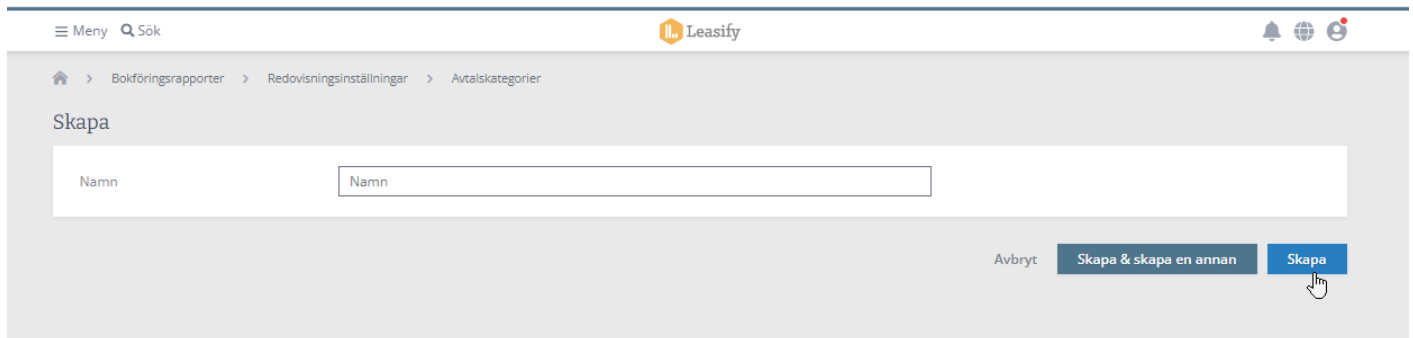 Meny Sök Leasify
Bokföringsrapporter > Redovisningsinställningar > Avtalskategorier
Skapa
Namn Namn
Avbryt Skapa & skapa en annan Skapa